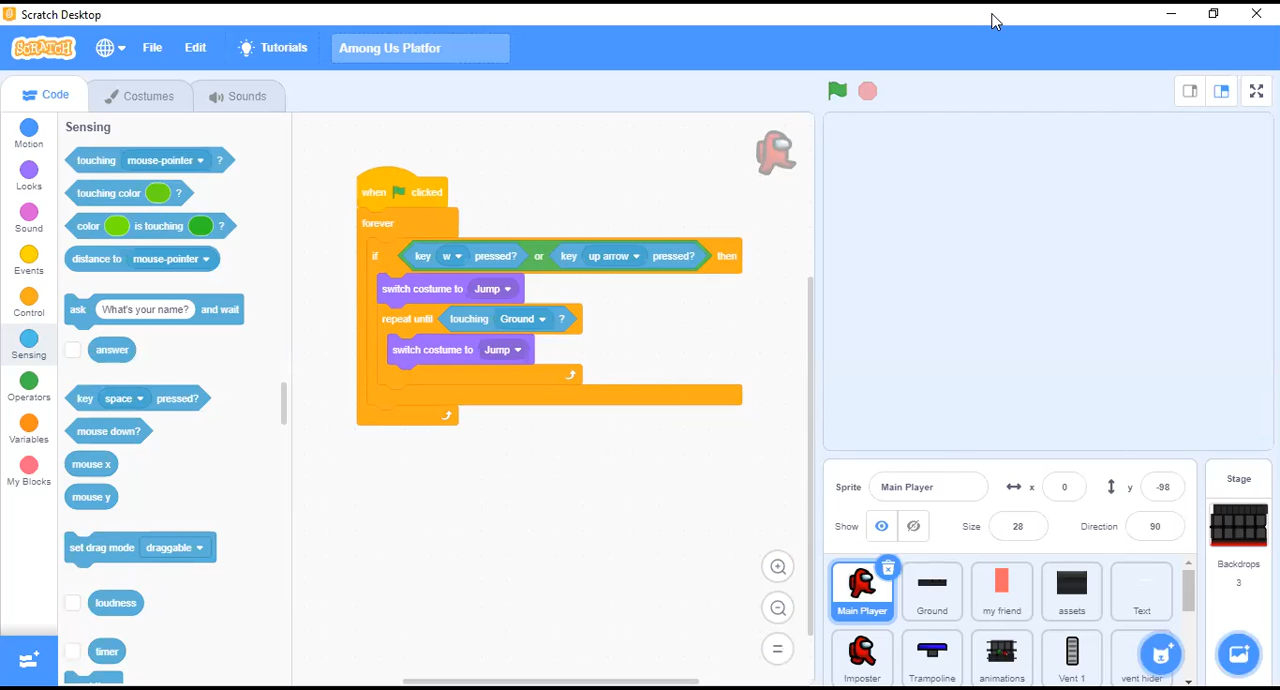 Scratch Desktop
SCRATCH File Edit Tutorials Among Us Platfor
Code Costumes Sounds
Motion
Looks
Sound
Events
Control
Sensing
Operators
Variables
My Blocks
Sensing
touching mouse-pointer ?
touching color ?
color is touching ?
distance to mouse-pointer
ask What's your name? and wait
answer
key space pressed?
mouse down?
mouse x
mouse y
set drag mode draggable
loudness
timer
when clicked
forever
if key w pressed? or key up arrow pressed? then
switch costume to Jump
repeat until touching Ground ?
switch costume to Jump
Sprite Main Player x 0 y -98
Show Size 28 Direction 90
Main Player Ground my friend assets Text
Imposter Trampoline animations Vent 1 vent hider
Stage
Backdrops
3